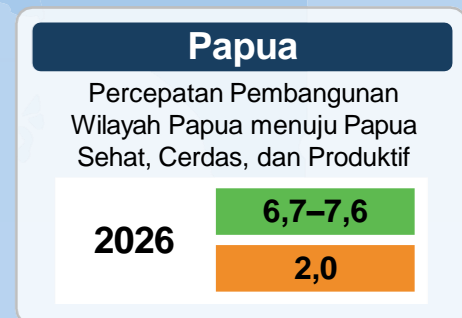 Papua
Percepatan Pembangunan
Wilayah Papua menuju Papua
Sehat, Cerdas, dan Produktif
2026
6,7–7,6
2,0